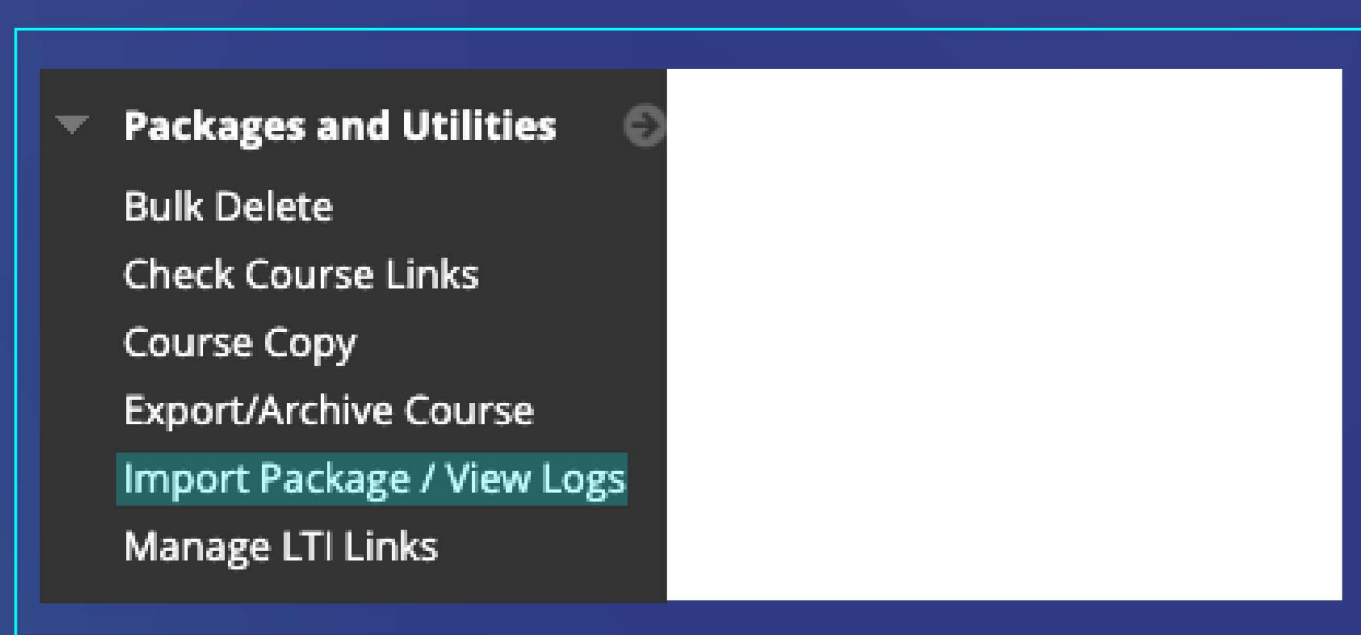 Packages and Utilities
Bulk Delete
Check Course Links
Course Copy
Export/Archive Course
Import Package / View Logs
Manage LTI Links